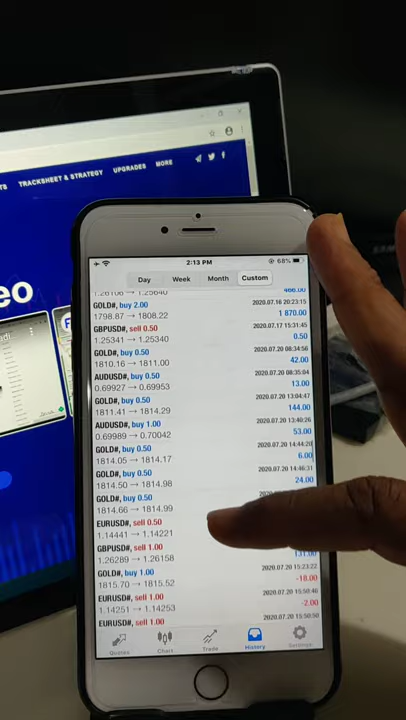 TRACKSHEET & STRATEGY UPGRADES MORE
eo
2:13 PM 68%
Day Week Month Custom
1.26106 → 1.25640 466.00
GOLD#, buy 2.00 2020.07.16 20:23:15
1798.87 → 1808.22 1 870.00
GBPUSD#, sell 0.50 2020.07.17 15:31:45
1.25341 → 1.25340 0.50
GOLD#, buy 0.50 2020.07.20 08:34:56
1810.16 → 1811.00 42.00
AUDUSD#, buy 0.50 2020.07.20 08:35:04
0.69927 → 0.69953 13.00
GOLD#, buy 0.50 2020.07.20 13:04:47
1811.41 → 1814.29 144.00
AUDUSD#, buy 1.00 2020.07.20 13:40:26
0.69989 → 0.70042 53.00
GOLD#, buy 0.50 2020.07.20 14:44:28
1814.05 → 1814.17 6.00
GOLD#, buy 0.50 2020.07.20 14:46:31
1814.50 → 1814.98 24.00
GOLD#, buy 0.50
1814.66 → 1814.99
EURUSD#, sell 0.50
1.14441 → 1.14221
GBPUSD#, sell 1.00
1.26289 → 1.26158 131.00
GOLD#, buy 1.00 2020.07.20 15:23:22
1815.70 → 1815.52 -18.00
EURUSD#, sell 1.00 2020.07.20 15:50:46
1.14251 → 1.14253 -2.00
EURUSD#, sell 1.00 2020.07.20 15:50:50
Quotes Chart Trade History Settings